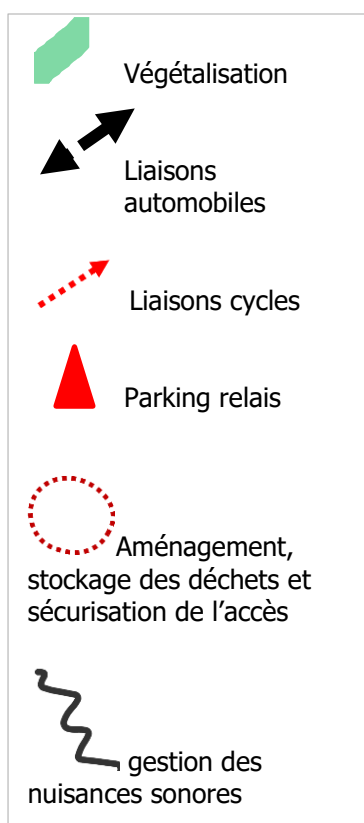 Végétalisation
Liaisons
automobiles
Liaisons cycles
Parking relais
Aménagement,
stockage des déchets et
sécurisation de l’accès
gestion des
nuisances sonores